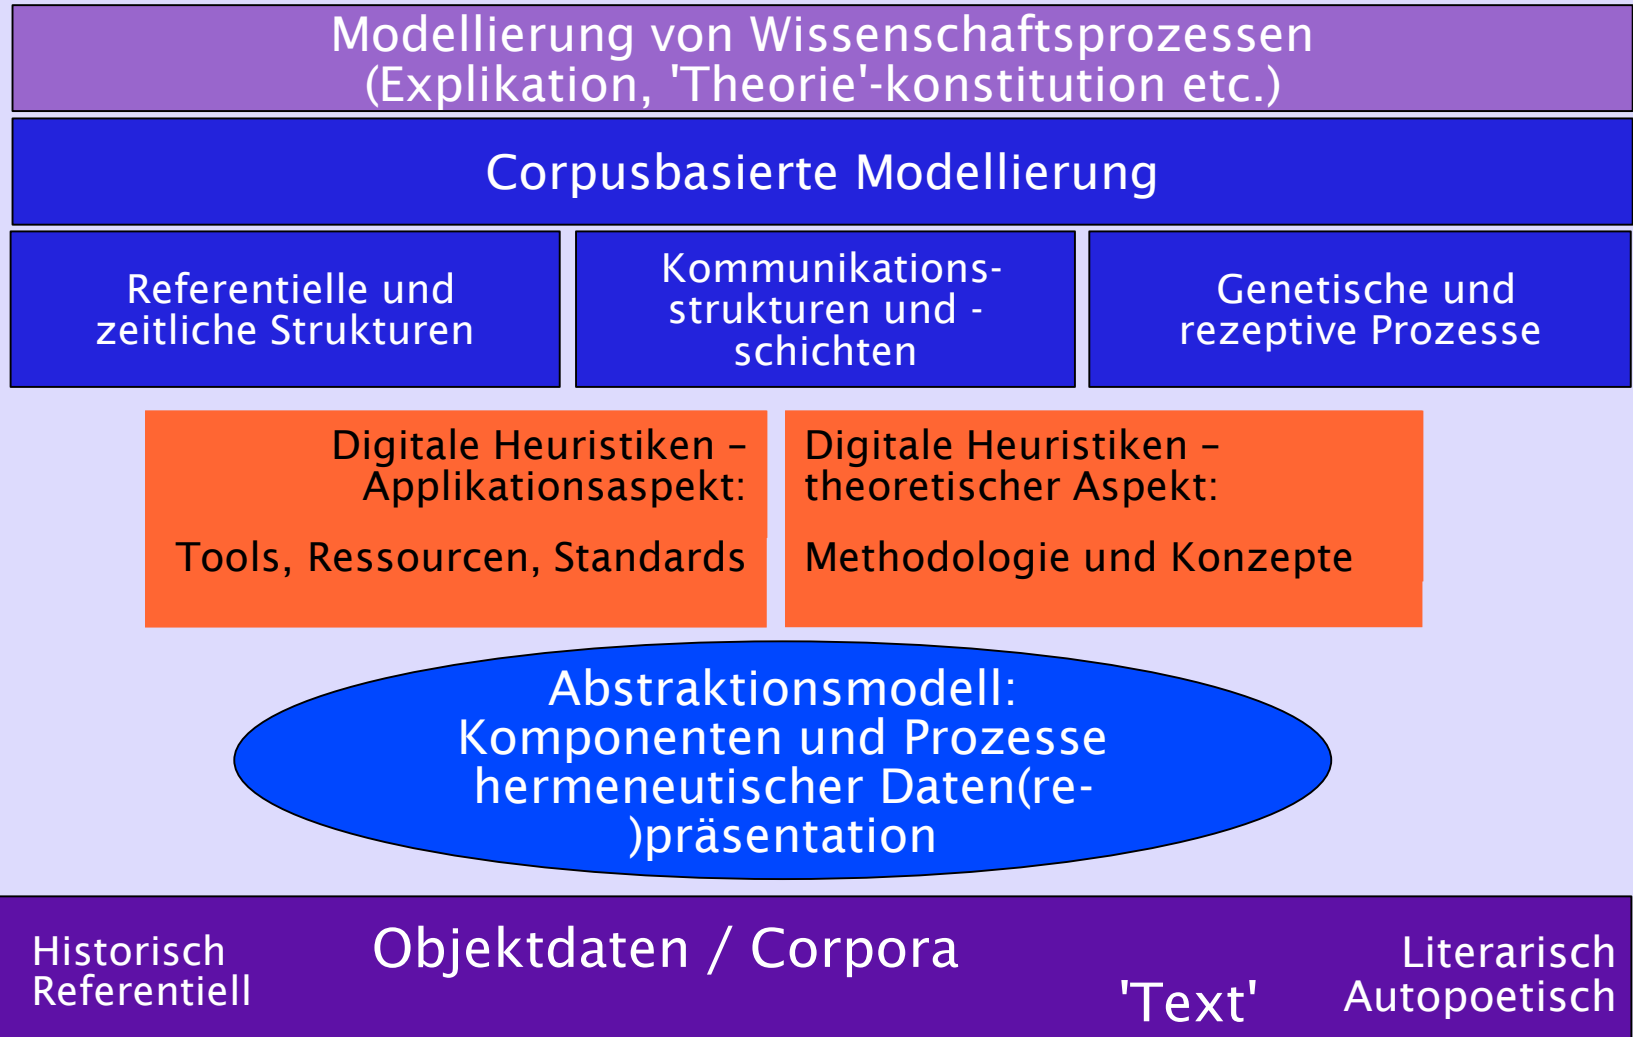 Modellierung von Wissenschaftsprozessen
(Explikation, 'Theorie'-konstitution etc.)
Corpusbasierte Modellierung
Referentielle und
zeitliche Strukturen
Kommunikations-
strukturen und -
schichten
Genetische und
rezeptive Prozesse
Digitale Heuristiken –
Applikationsaspekt:
Tools, Ressourcen, Standards
Digitale Heuristiken –
theoretischer Aspekt:
Methodologie und Konzepte
Abstraktionsmodell:
Komponenten und Prozesse
hermeneutischer Daten(re-
)präsentation
Historisch
Referentiell
Objektdaten / Corpora
'Text'
Literarisch
Autopoetisch